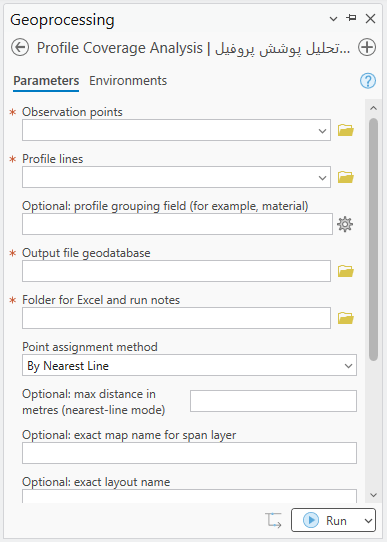 Geoprocessing
Profile Coverage Analysis | تحلیل پوشش پروفیل...
Parameters Environments
* Observation points
* Profile lines
Optional: profile grouping field (for example, material)
* Output file geodatabase
* Folder for Excel and run notes
Point assignment method
By Nearest Line
Optional: max distance in
metres (nearest-line mode)
Optional: exact map name for span layer
Optional: exact layout name
Run